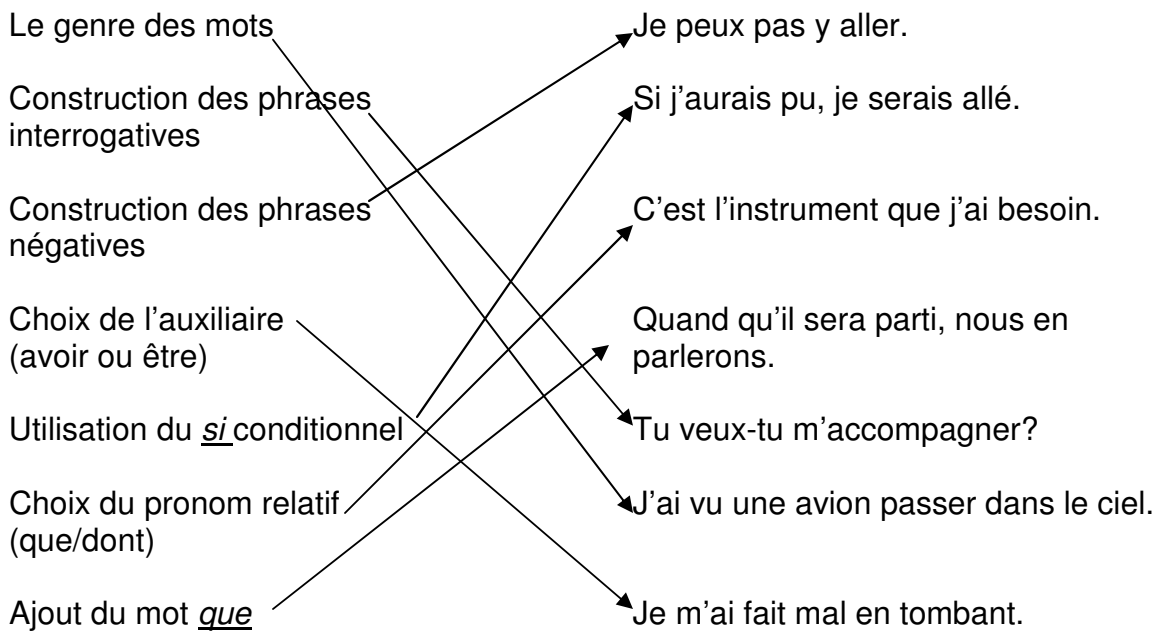 Le genre des mots
Je peux pas y aller.
Construction des phrases
interrogatives
Si j’aurais pu, je serais allé.
Construction des phrases
négatives
C’est l’instrument que j’ai besoin.
Choix de l’auxiliaire
(avoir ou être)
Quand qu’il sera parti, nous en
parlerons.
Utilisation du si conditionnel
Tu veux-tu m’accompagner?
Choix du pronom relatif
(que/dont)
J’ai vu une avion passer dans le ciel.
Ajout du mot que
Je m’ai fait mal en tombant.